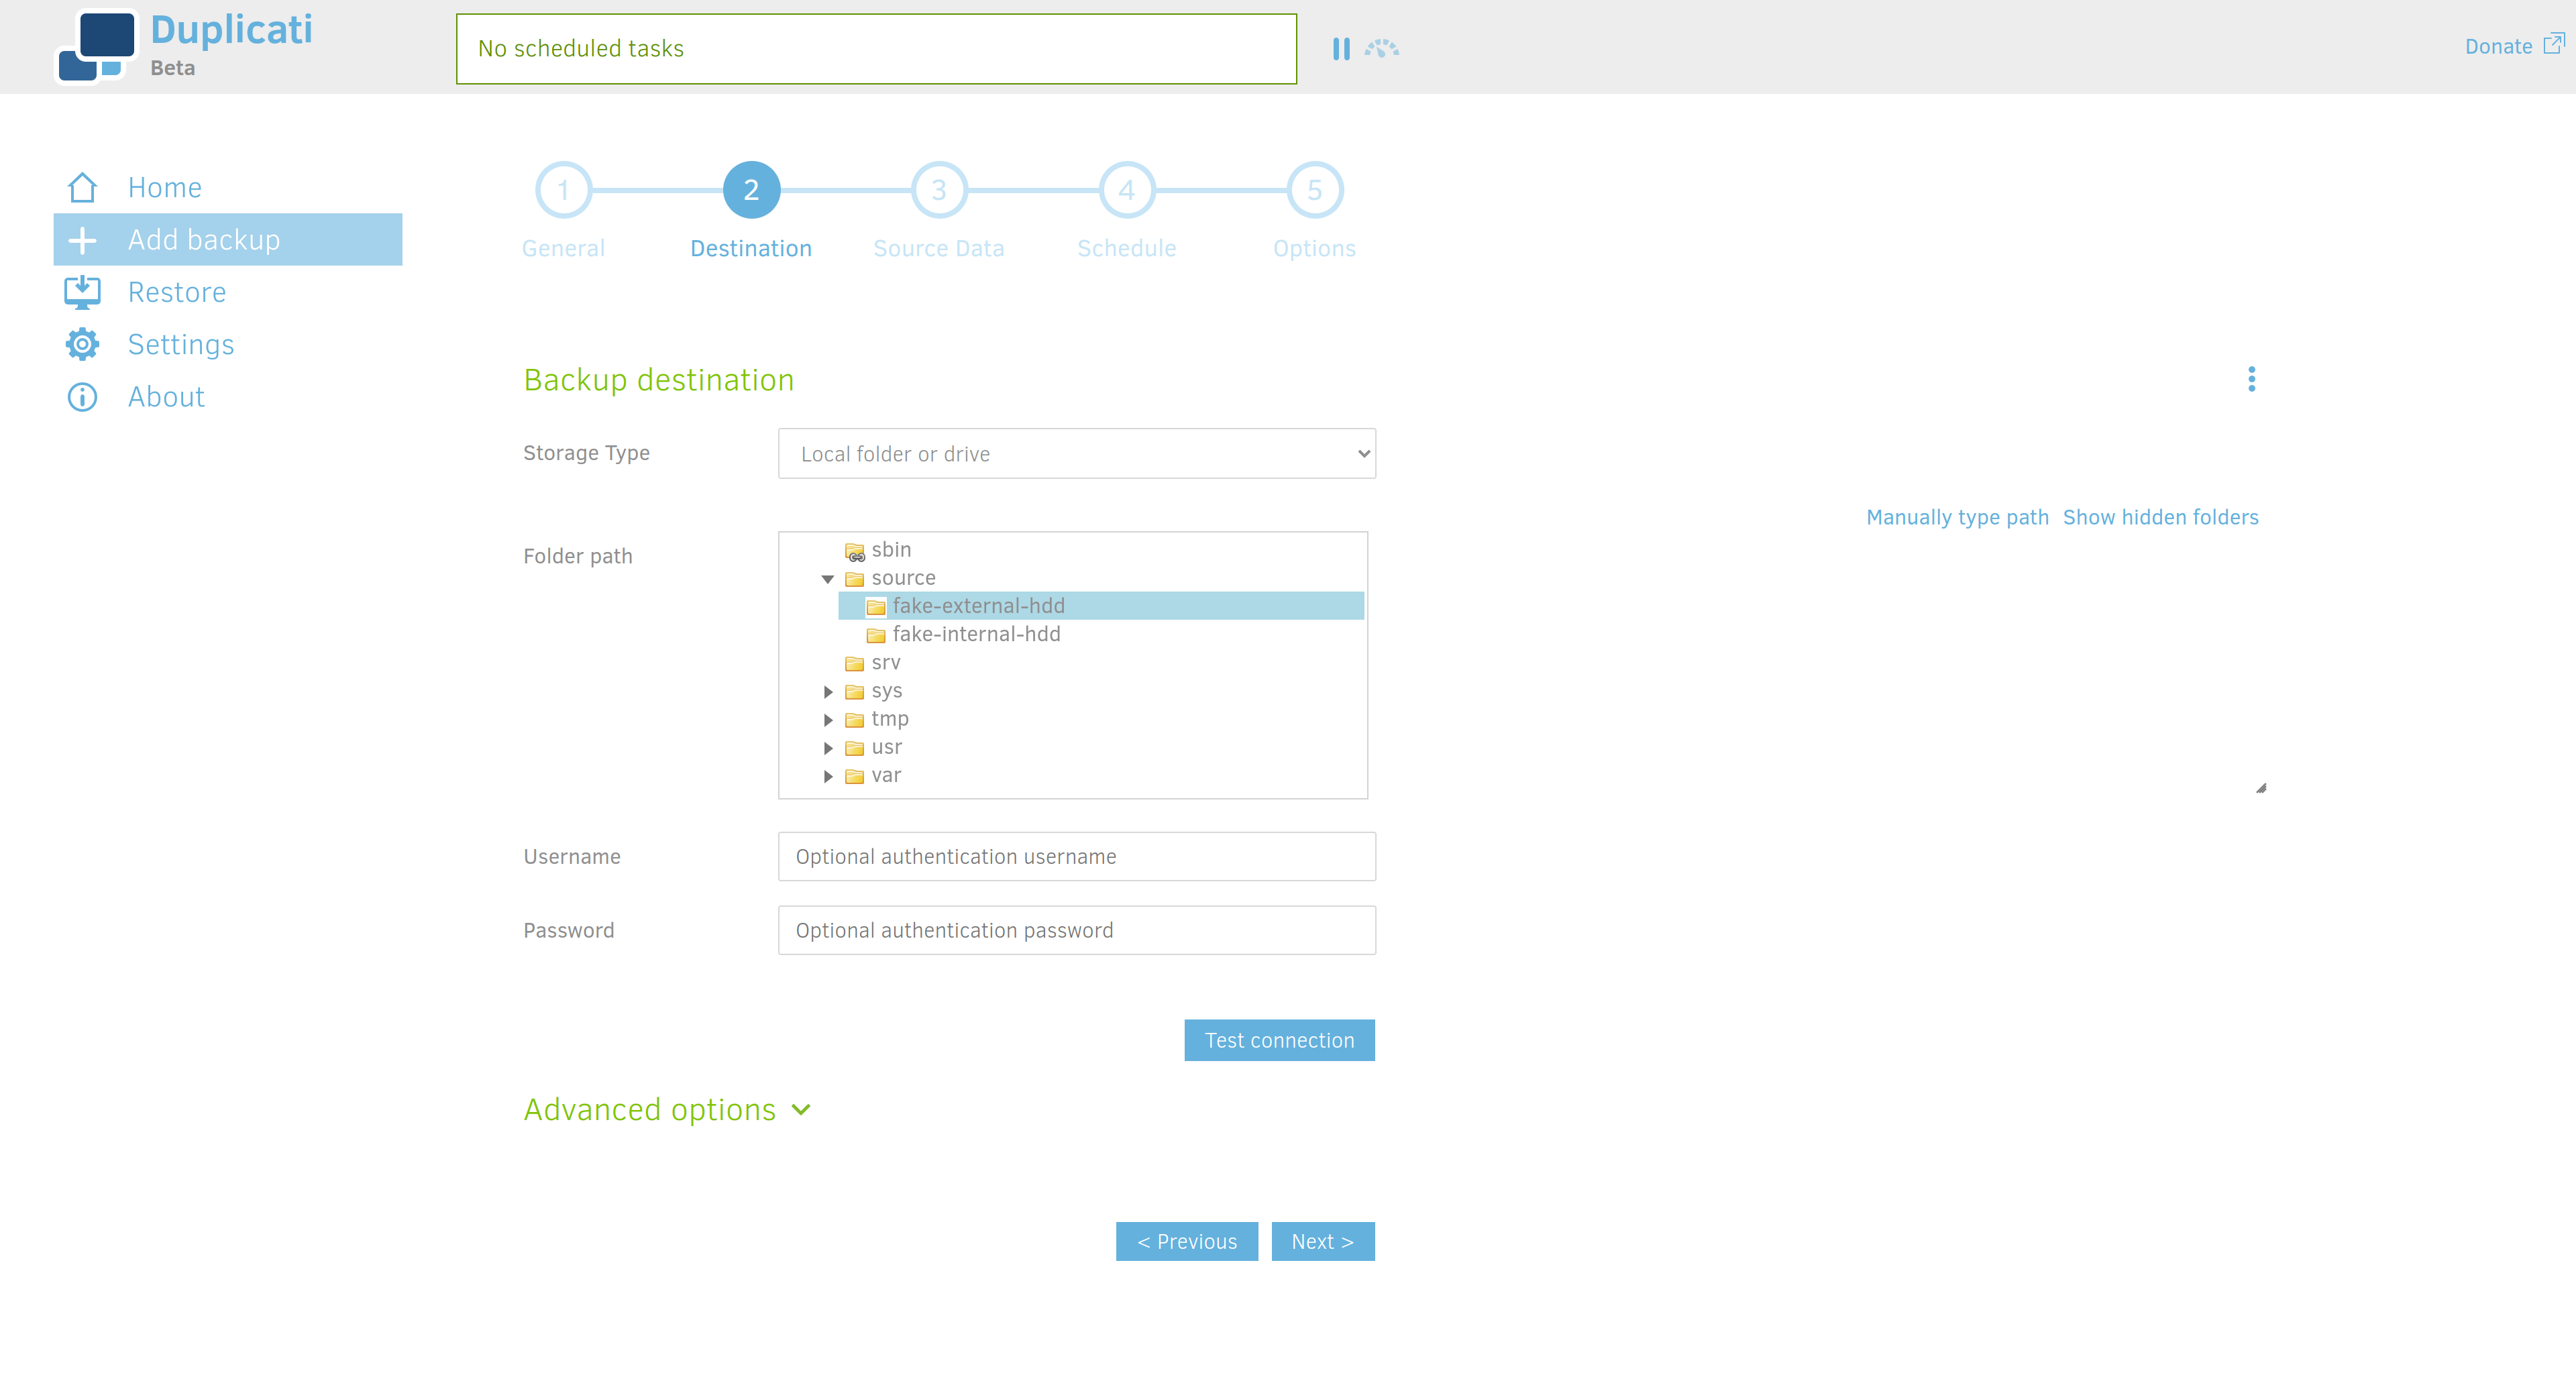 Duplicati
Beta
No scheduled tasks
Donate
Home
Add backup
Restore
Settings
About
1
2
3
4
5
General
Destination
Source Data
Schedule
Options
Backup destination
Storage Type
Local folder or drive
Manually type path Show hidden folders
Folder path
sbin
source
fake-external-hdd
fake-internal-hdd
srv
sys
tmp
usr
var
Username
Optional authentication username
Password
Optional authentication password
Test connection
Advanced options
< Previous
Next >